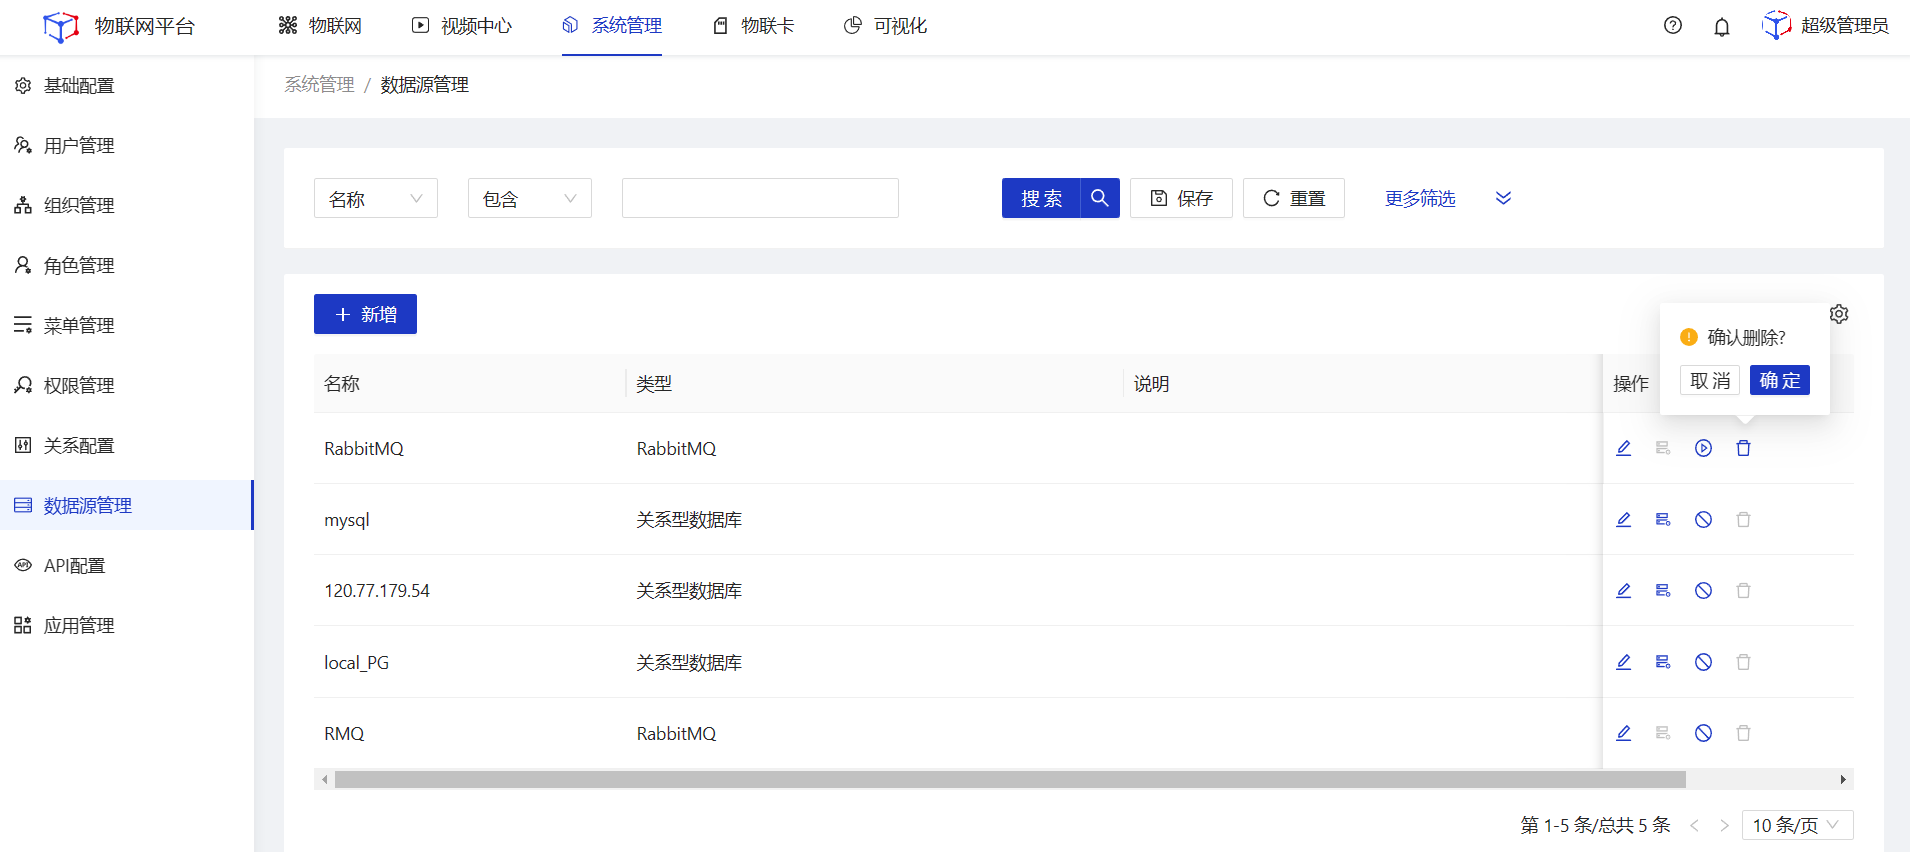 物联网平台
物联网
视频中心
系统管理
物联卡
可视化
超级管理员
基础配置
用户管理
组织管理
角色管理
菜单管理
权限管理
关系配置
数据源管理
API配置
应用管理
系统管理 / 数据源管理
名称
包含
搜索
保存
重置
更多筛选
新增
确认删除?
取消
确定
名称
类型
说明
操作
RabbitMQ
RabbitMQ
mysql
关系型数据库
120.77.179.54
关系型数据库
local_PG
关系型数据库
RMQ
RabbitMQ
第 1-5 条/总共 5 条
10 条/页